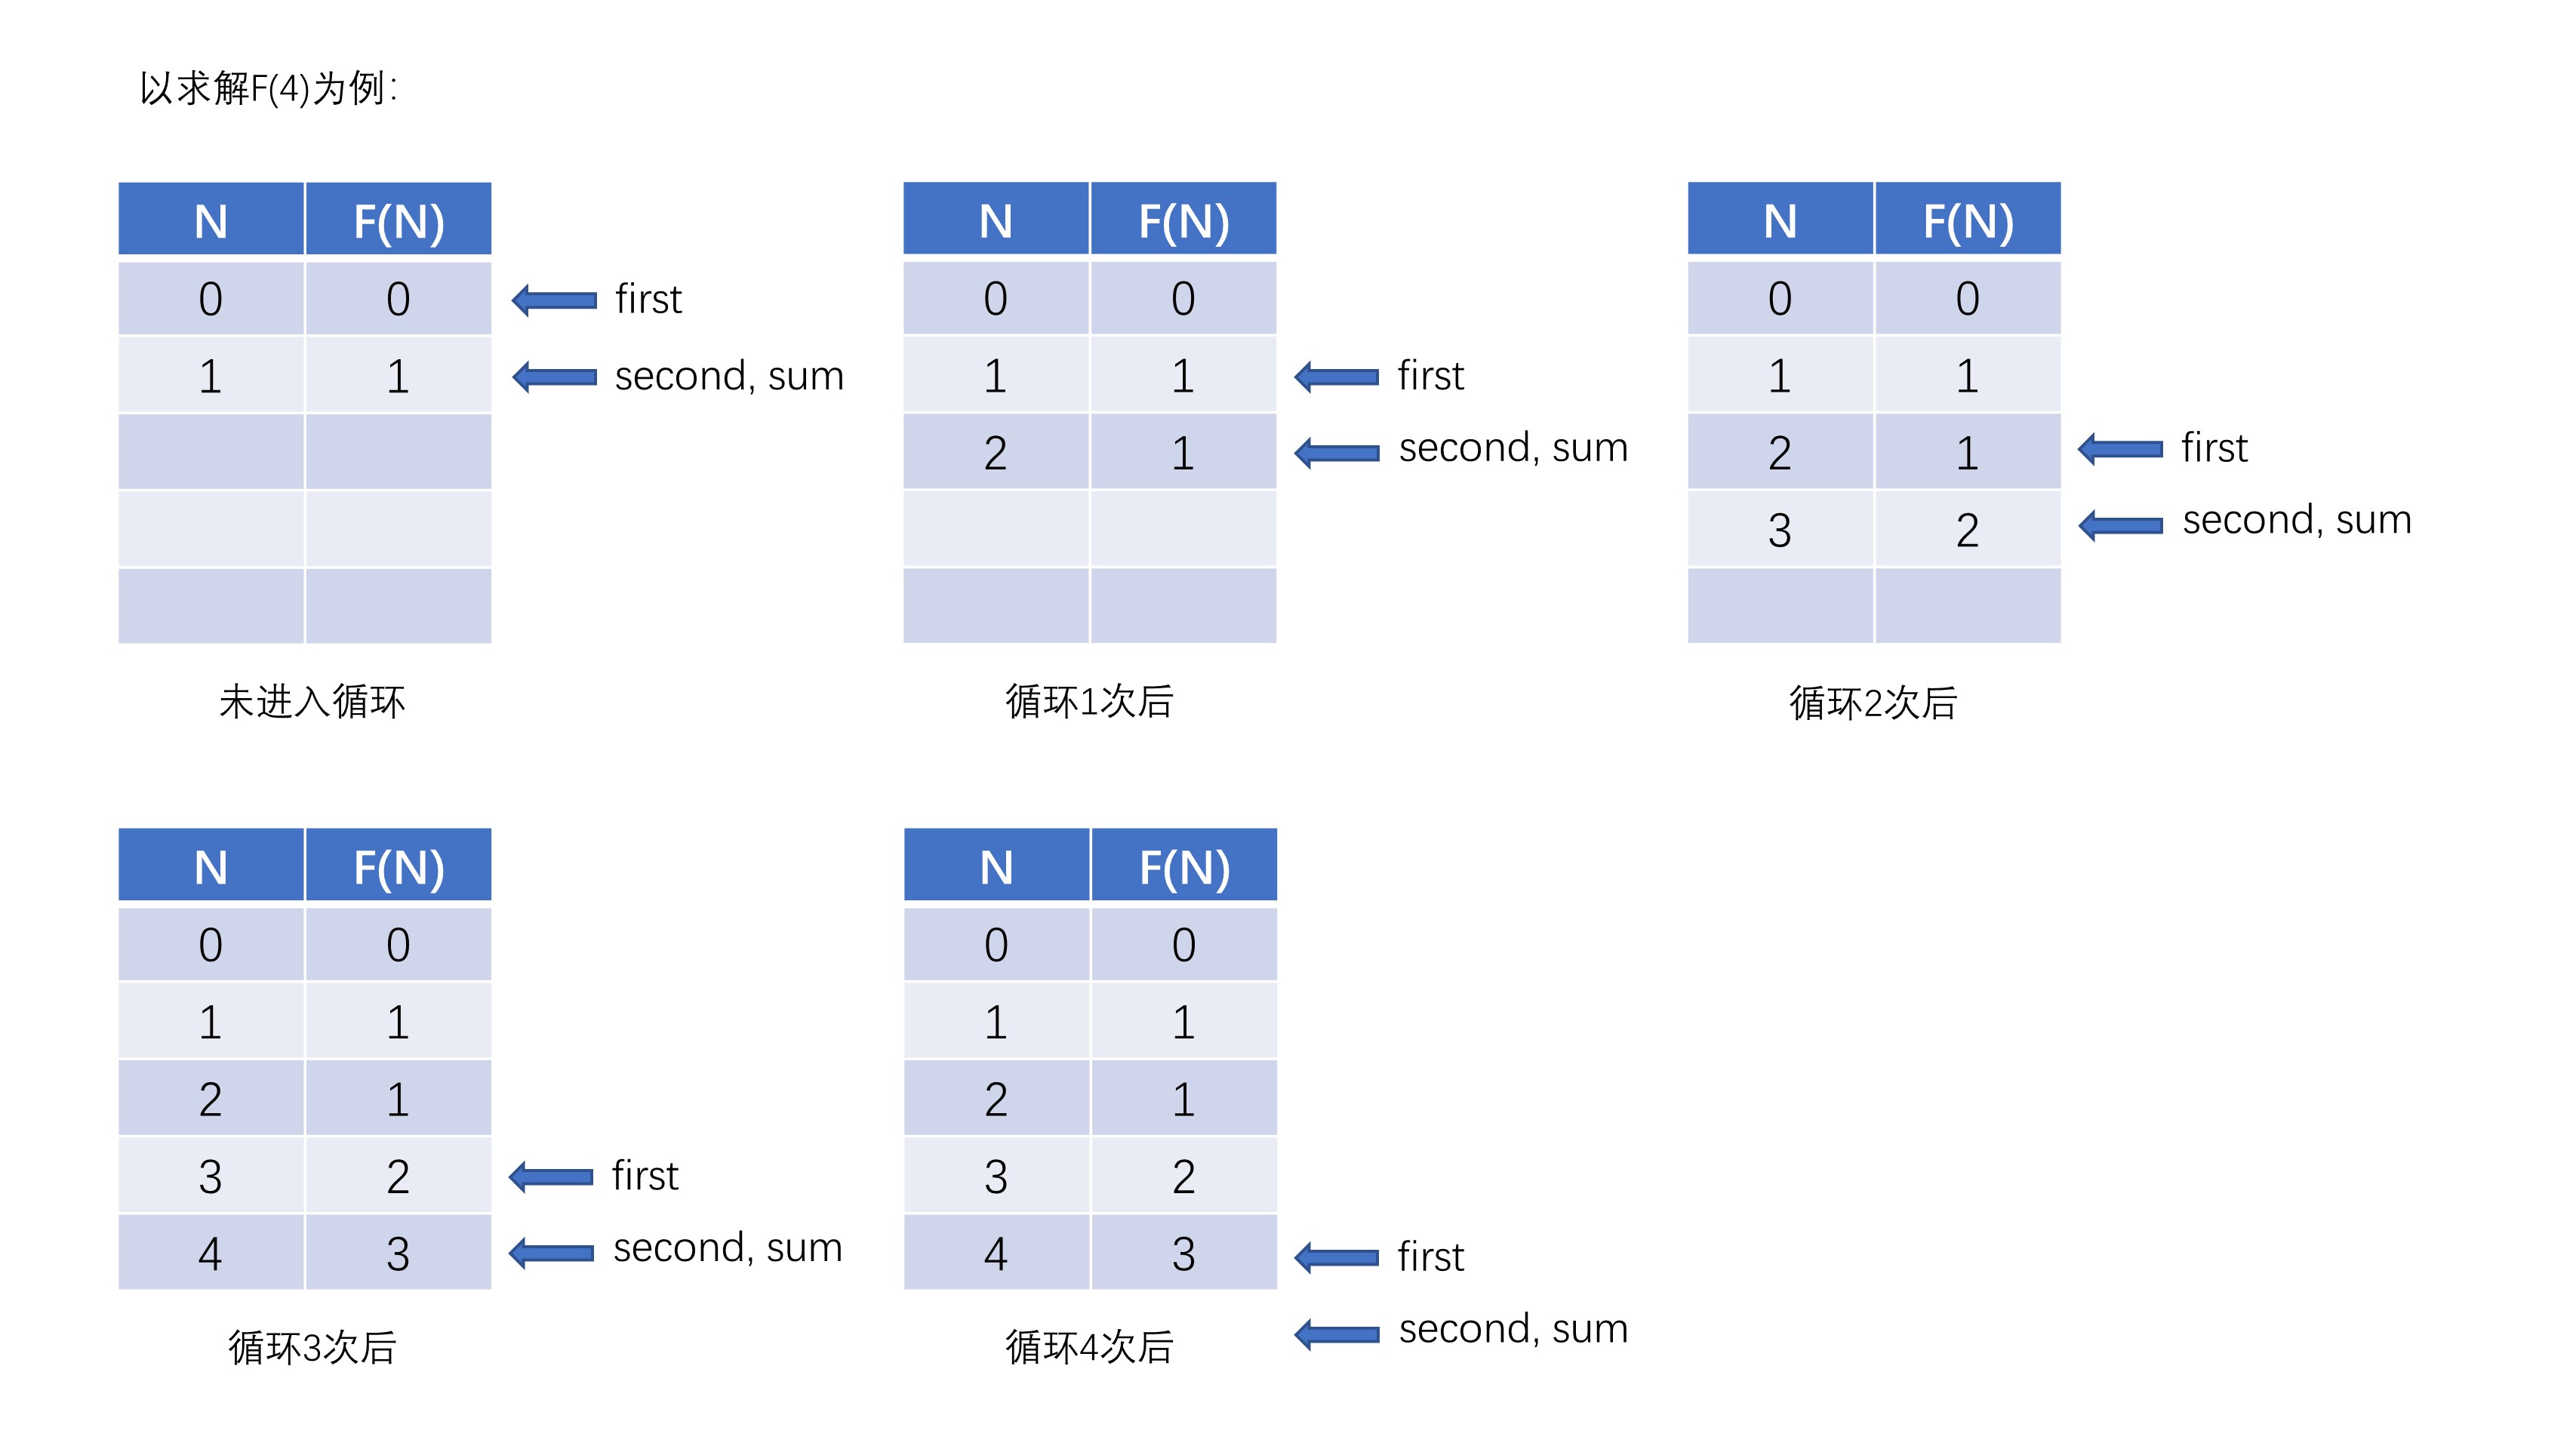 以求解F(4)为例：
N F(N)
0 0 first
1 1 second, sum
未进入循环
N F(N)
0 0
1 1 first
2 1 second, sum
循环1次后
N F(N)
0 0
1 1
2 1 first
3 2 second, sum
循环2次后
N F(N)
0 0
1 1
2 1
3 2 first
4 3 second, sum
循环3次后
N F(N)
0 0
1 1
2 1
3 2
4 3 first
second, sum
循环4次后